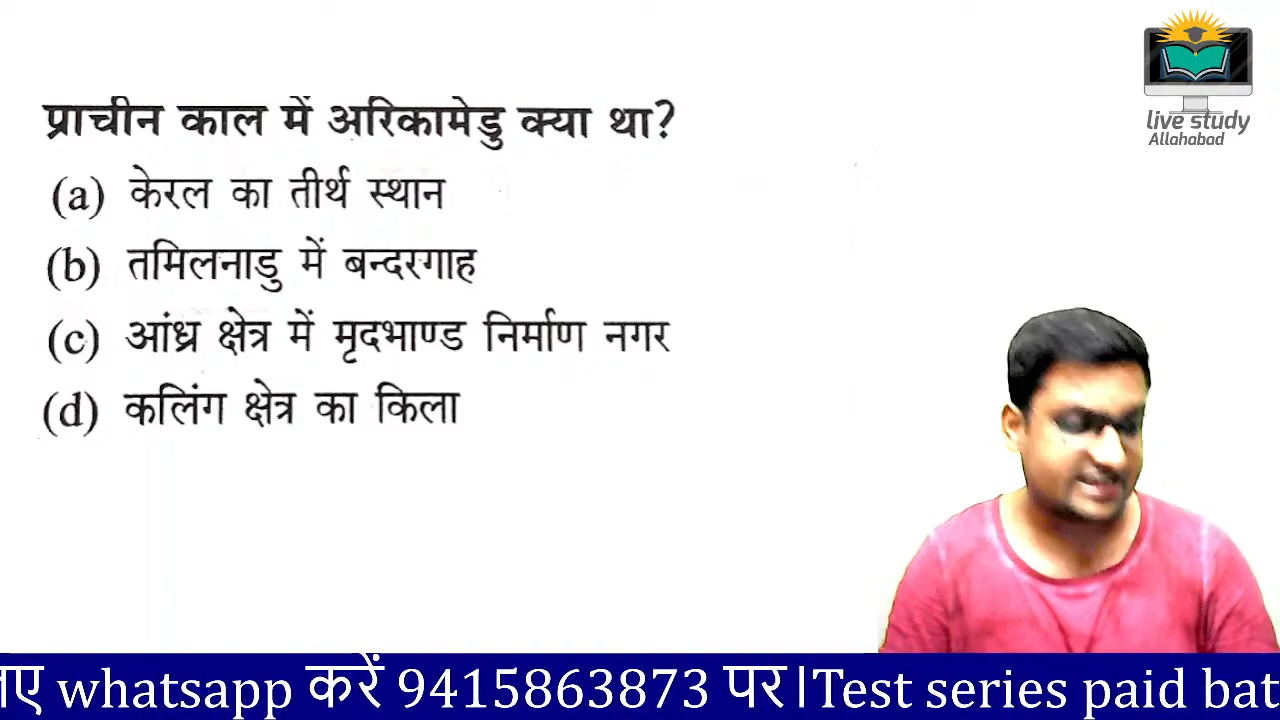 live study
Allahabad
प्राचीन काल में अरिकामेडु क्या था?
(a) केरल का तीर्थ स्थान
(b) तमिलनाडु में बन्दरगाह
(c) आंध्र क्षेत्र में मृदभाण्ड निर्माण नगर
(d) कलिंग क्षेत्र का किला
whatsapp करें 9415863873 पर।Test series paid